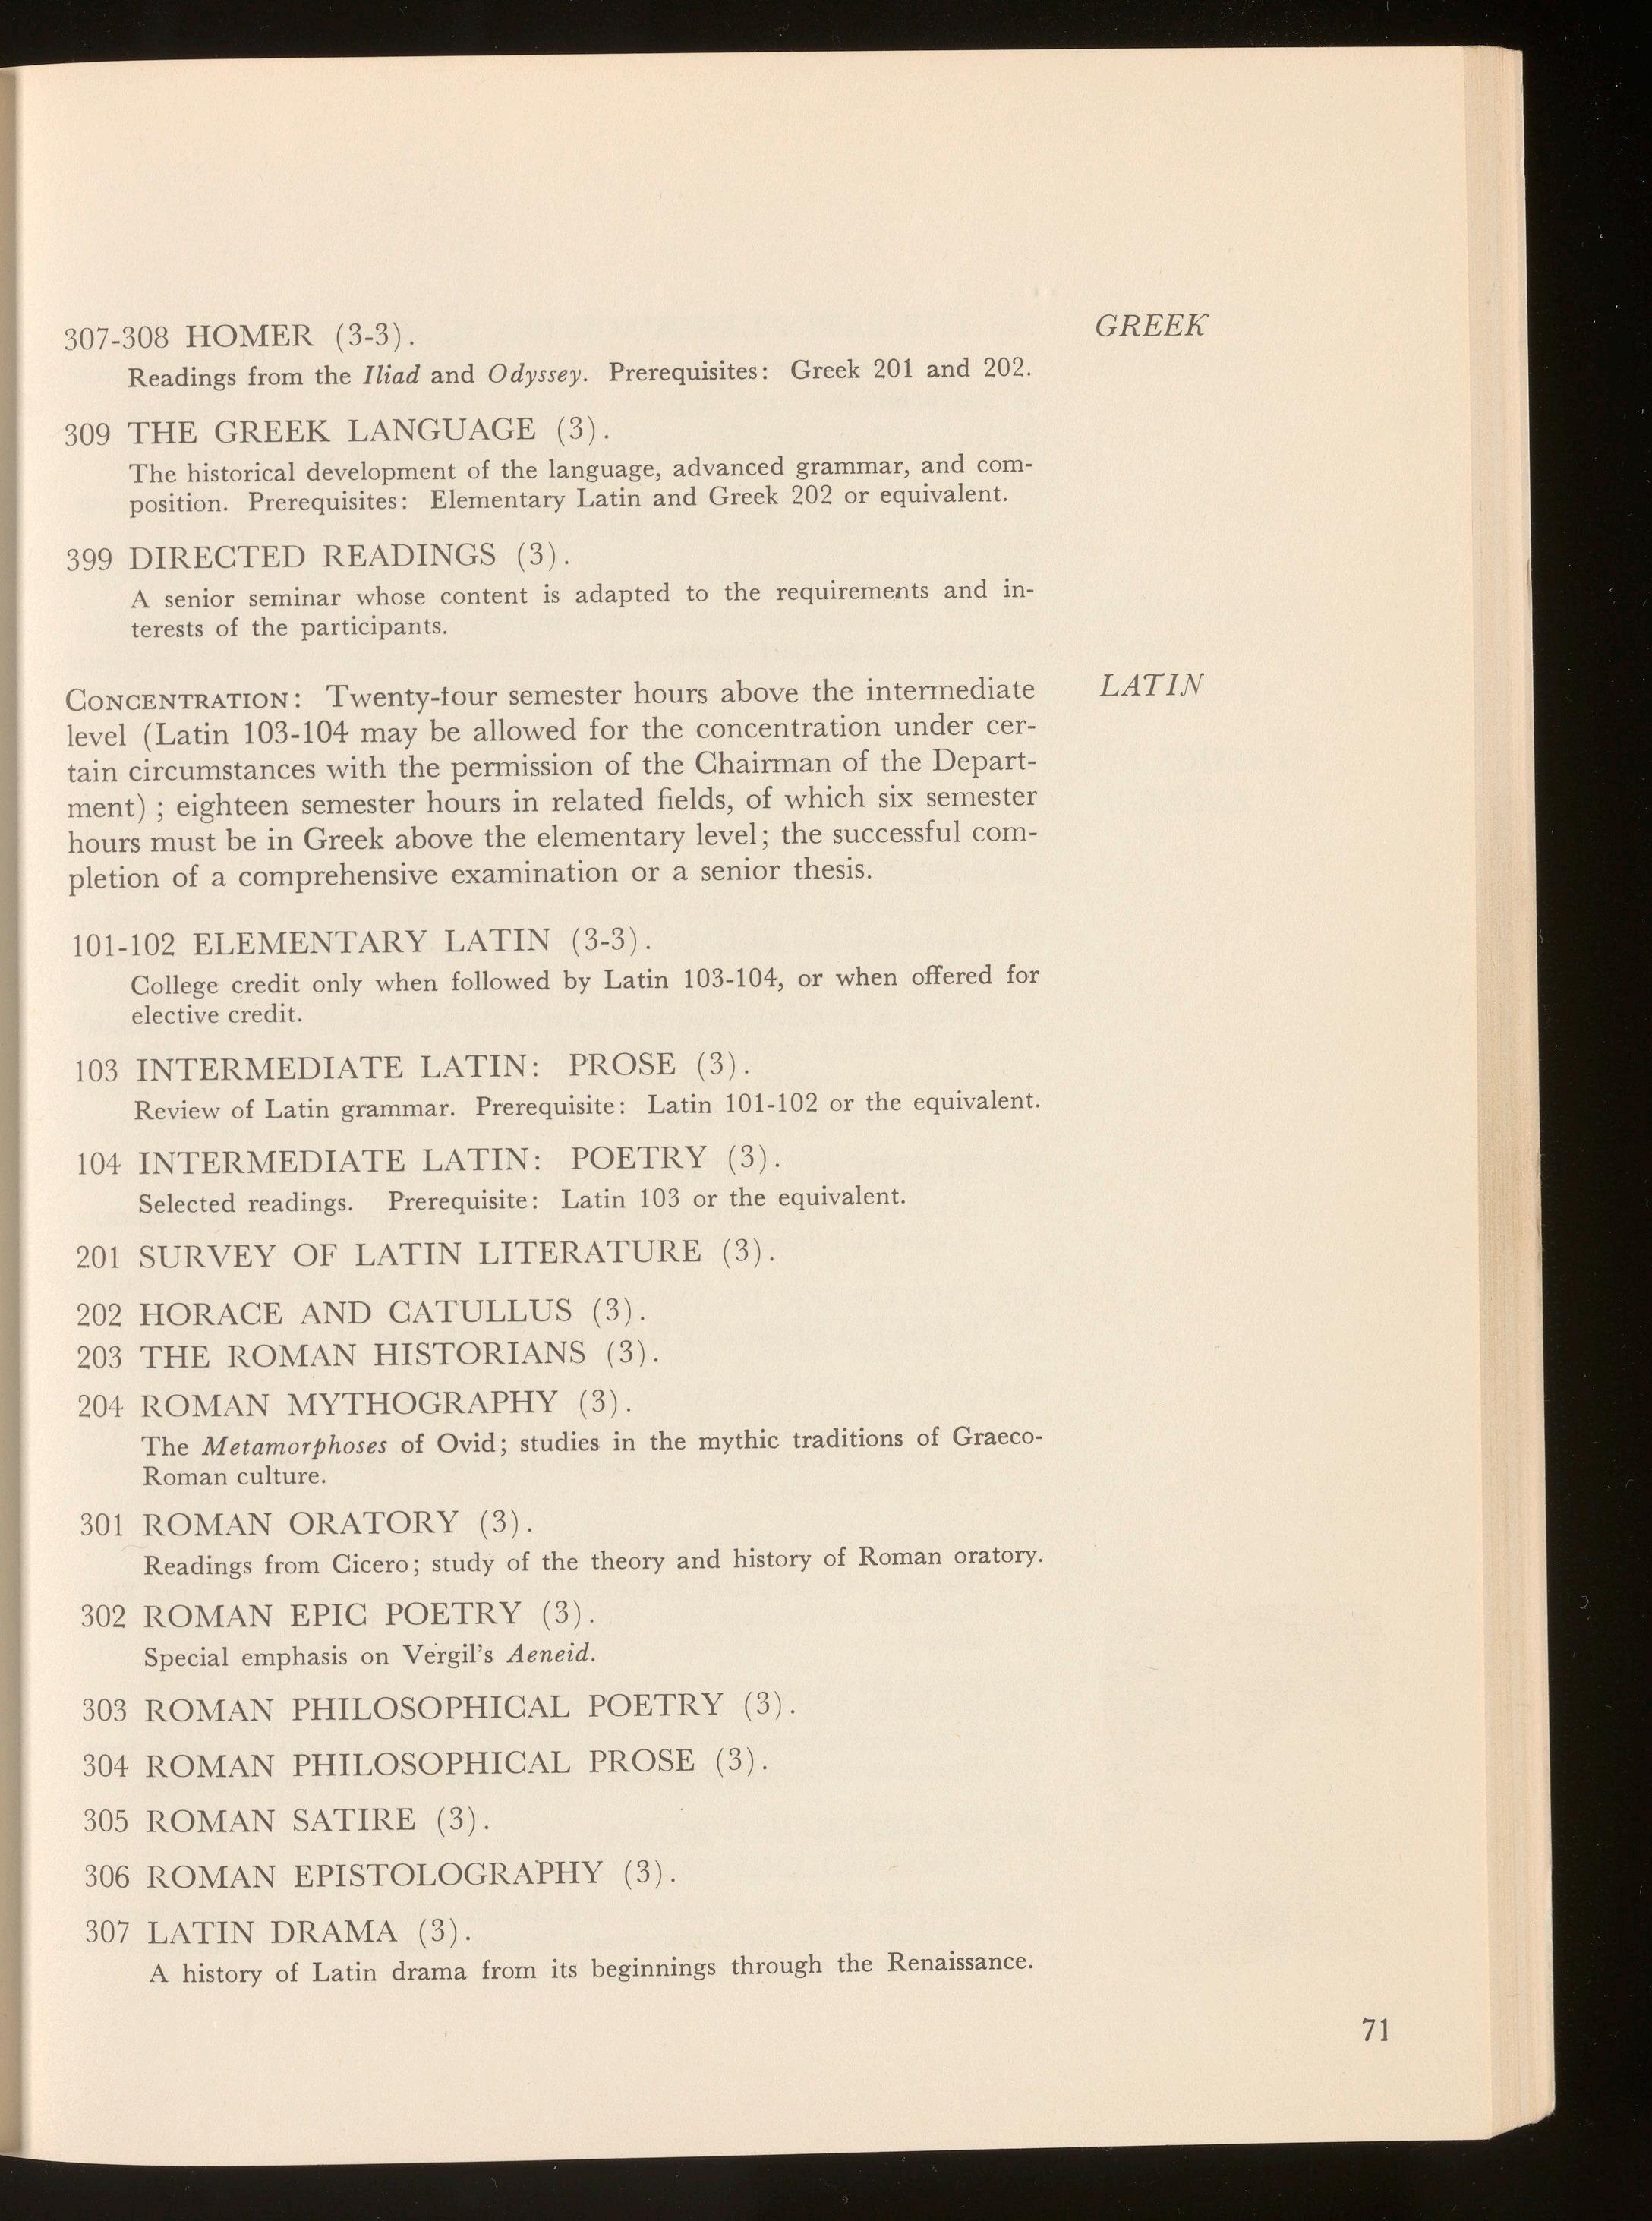 GREEK
307-308 HOMER (3-3).
Readings from the Iliad and Odyssey. Prerequisites: Greek 201 and 202.
309 THE GREEK LANGUAGE (3).
The historical development of the language, advanced grammar, and com-
position. Prerequisites: Elementary Latin and Greek 202 or equivalent.
399 DIRECTED READINGS (3).
A senior seminar whose content is adapted to the requirements and in-
terests of the participants.
LATIN
CONCENTRATION: Twenty-four semester hours above the intermediate
level (Latin 103-104 may be allowed for the concentration under cer-
tain circumstances with the permission of the Chairman of the Depart-
ment) ; eighteen semester hours in related fields, of which six semester
hours must be in Greek above the elementary level; the successful com-
pletion of a comprehensive examination or a senior thesis.
101-102 ELEMENTARY LATIN (3-3).
College credit only when followed by Latin 103-104, or when offered for
elective credit.
103 INTERMEDIATE LATIN: PROSE (3).
Review of Latin grammar. Prerequisite: Latin 101-102 or the equivalent.
104 INTERMEDIATE LATIN: POETRY (3).
Selected readings. Prerequisite: Latin 103 or the equivalent.
201 SURVEY OF LATIN LITERATURE (3).
202 HORACE AND CATULLUS (3).
203 THE ROMAN HISTORIANS (3).
204 ROMAN MYTHOGRAPHY (3).
The Metamorphoses of Ovid; studies in the mythic traditions of Graeco-
Roman culture.
301 ROMAN ORATORY (3).
Readings from Cicero; study of the theory and history of Roman oratory.
302 ROMAN EPIC POETRY (3).
Special emphasis on Vergil's Aeneid.
303 ROMAN PHILOSOPHICAL POETRY (3).
304 ROMAN PHILOSOPHICAL PROSE (3).
305 ROMAN SATIRE (3).
306 ROMAN EPISTOLOGRAPHY (3).
307 LATIN DRAMA (3).
A history of Latin drama from its beginnings through the Renaissance.
71